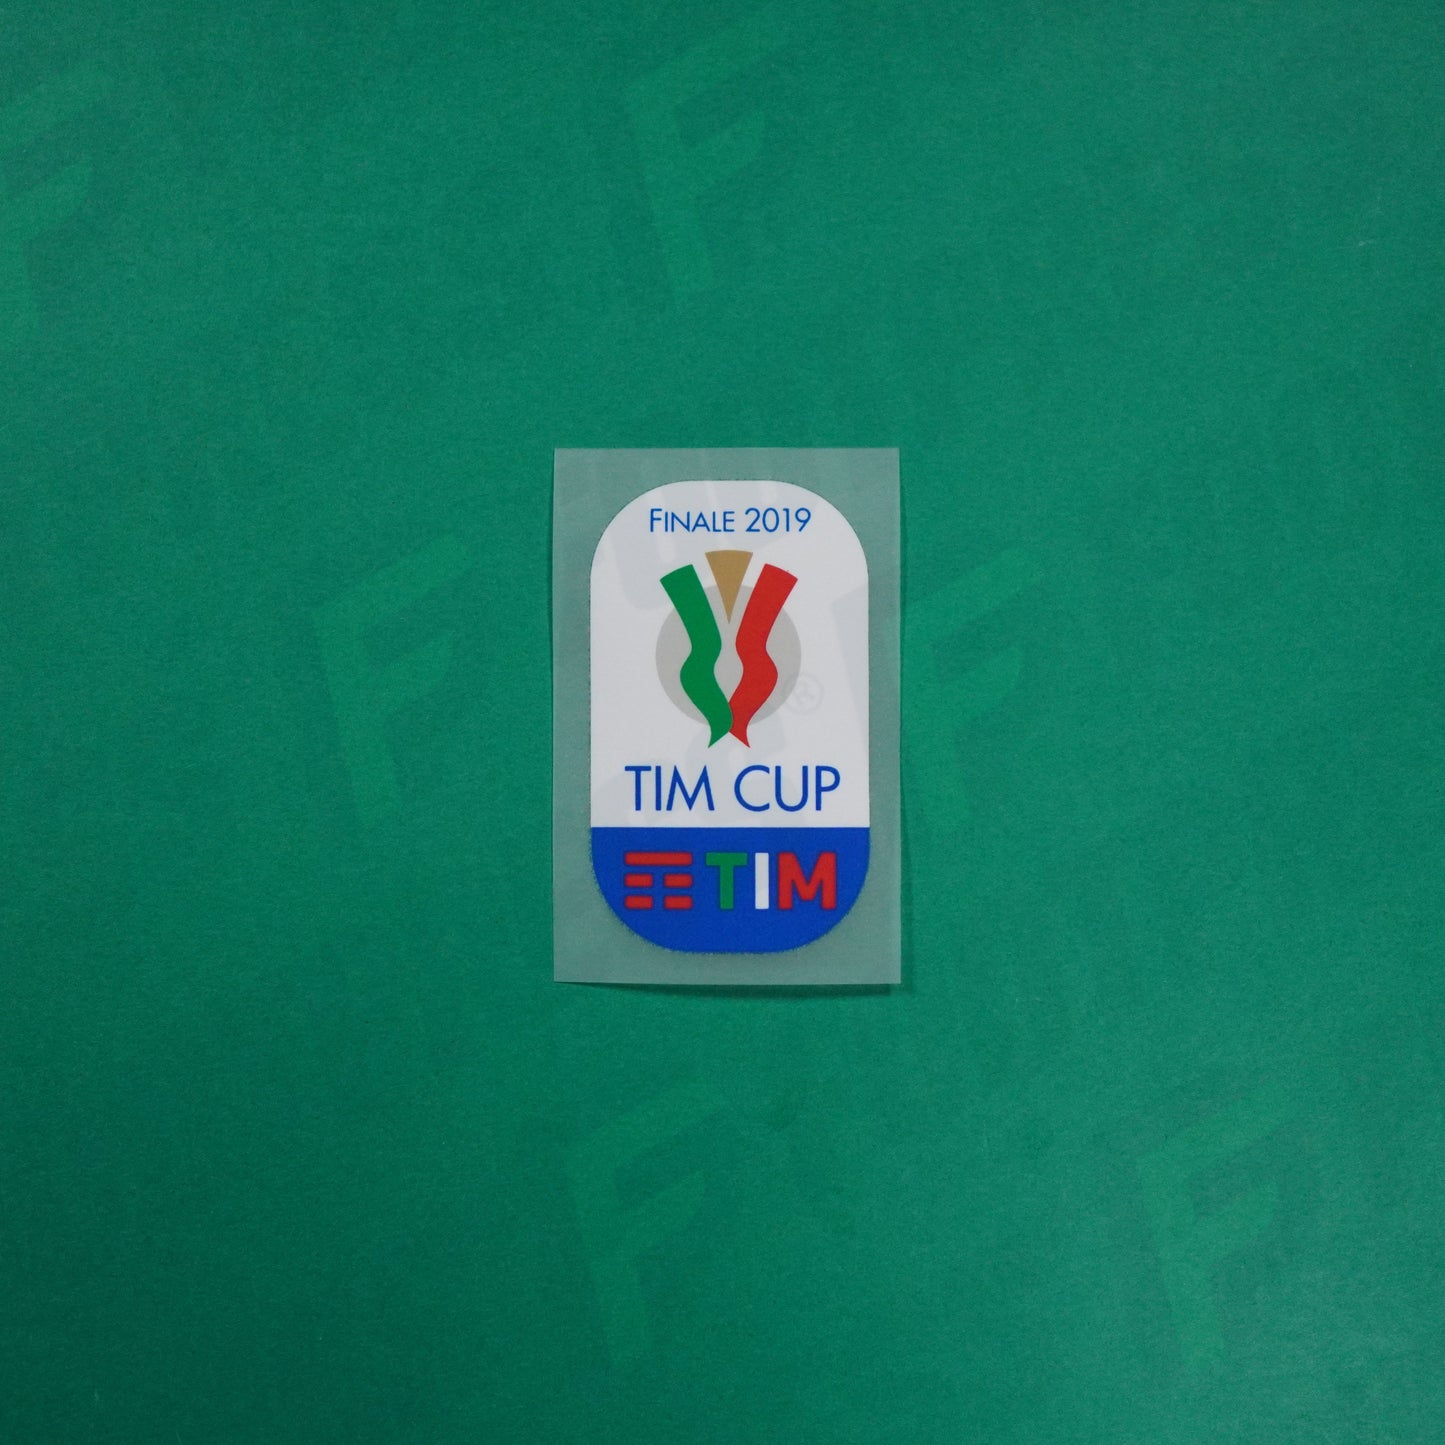 FINALE 2019
®
TIM CUP
TIM